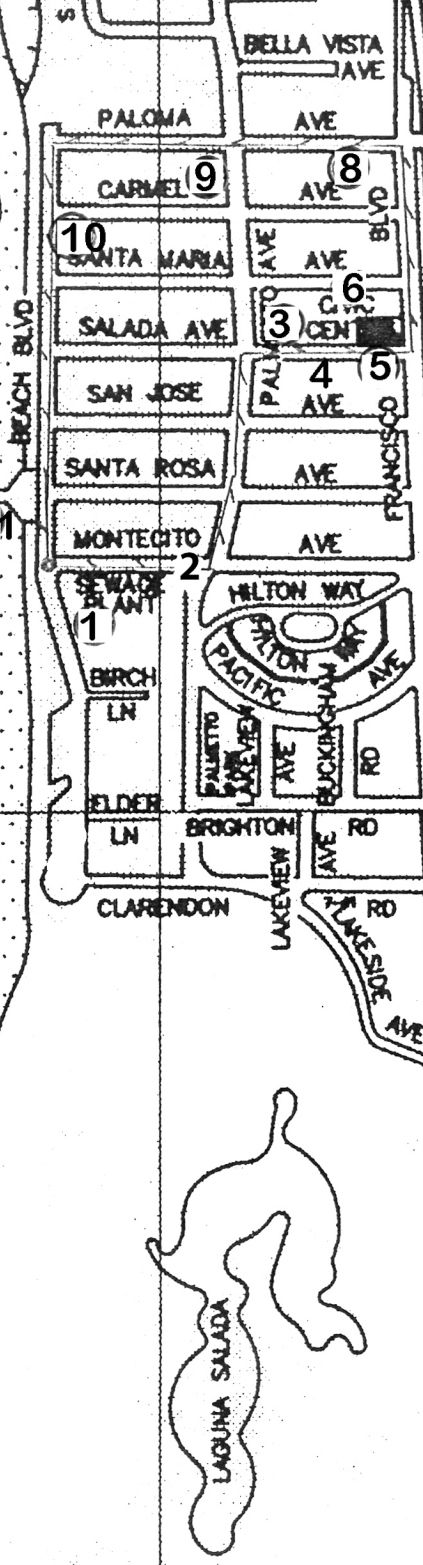 S
BELLA VISTA
AVE
PALOMA AVE
CARMEL 9 AVE 8
BLVD
10
SANTA MARIA AVE AVE
6
CIVIC
SALADA AVE 3 CEN
PALMETTO
BEACH BLVD
5
4
SAN JOSE AVE
FRANCISCO
SANTA ROSA AVE
1
MONTECITO AVE
2
SEWAGE
PLANT
HILTON WAY
1
HILTON WAY
PACIFIC AVE
BIRCH
LN
PALMETTO
LAKEVIEW AVE
BUCKINGHAM
RD
ELDER
LN
BRIGHTON RD
LAKEVIEW
AVE
CLARENDON RD
LAKESIDE
AVE
LAGUNA SALADA